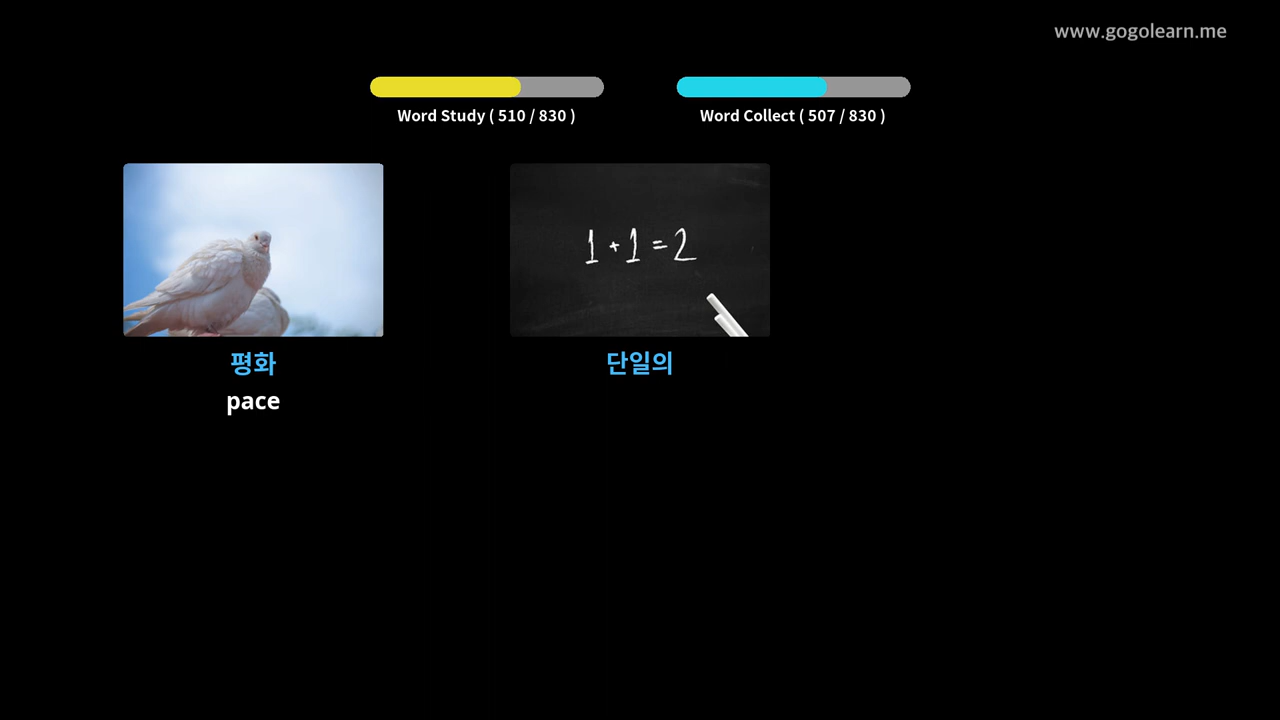 www.gogolearn.me
Word Study ( 510 / 830 )
Word Collect ( 507 / 830 )
1 + 1 = 2
평화
단일의
pace